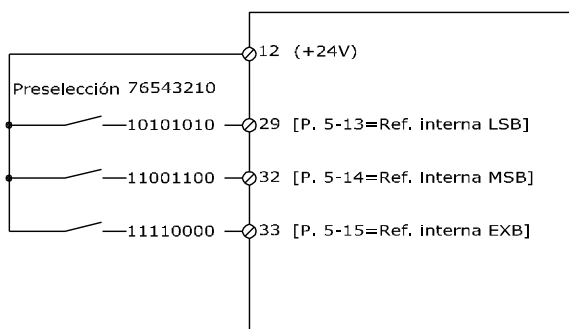 12 (+24V)
Preselección 76543210
10101010 29 [P. 5-13=Ref. interna LSB]
11001100 32 [P. 5-14=Ref. Interna MSB]
11110000 33 [P. 5-15=Ref. interna EXB]